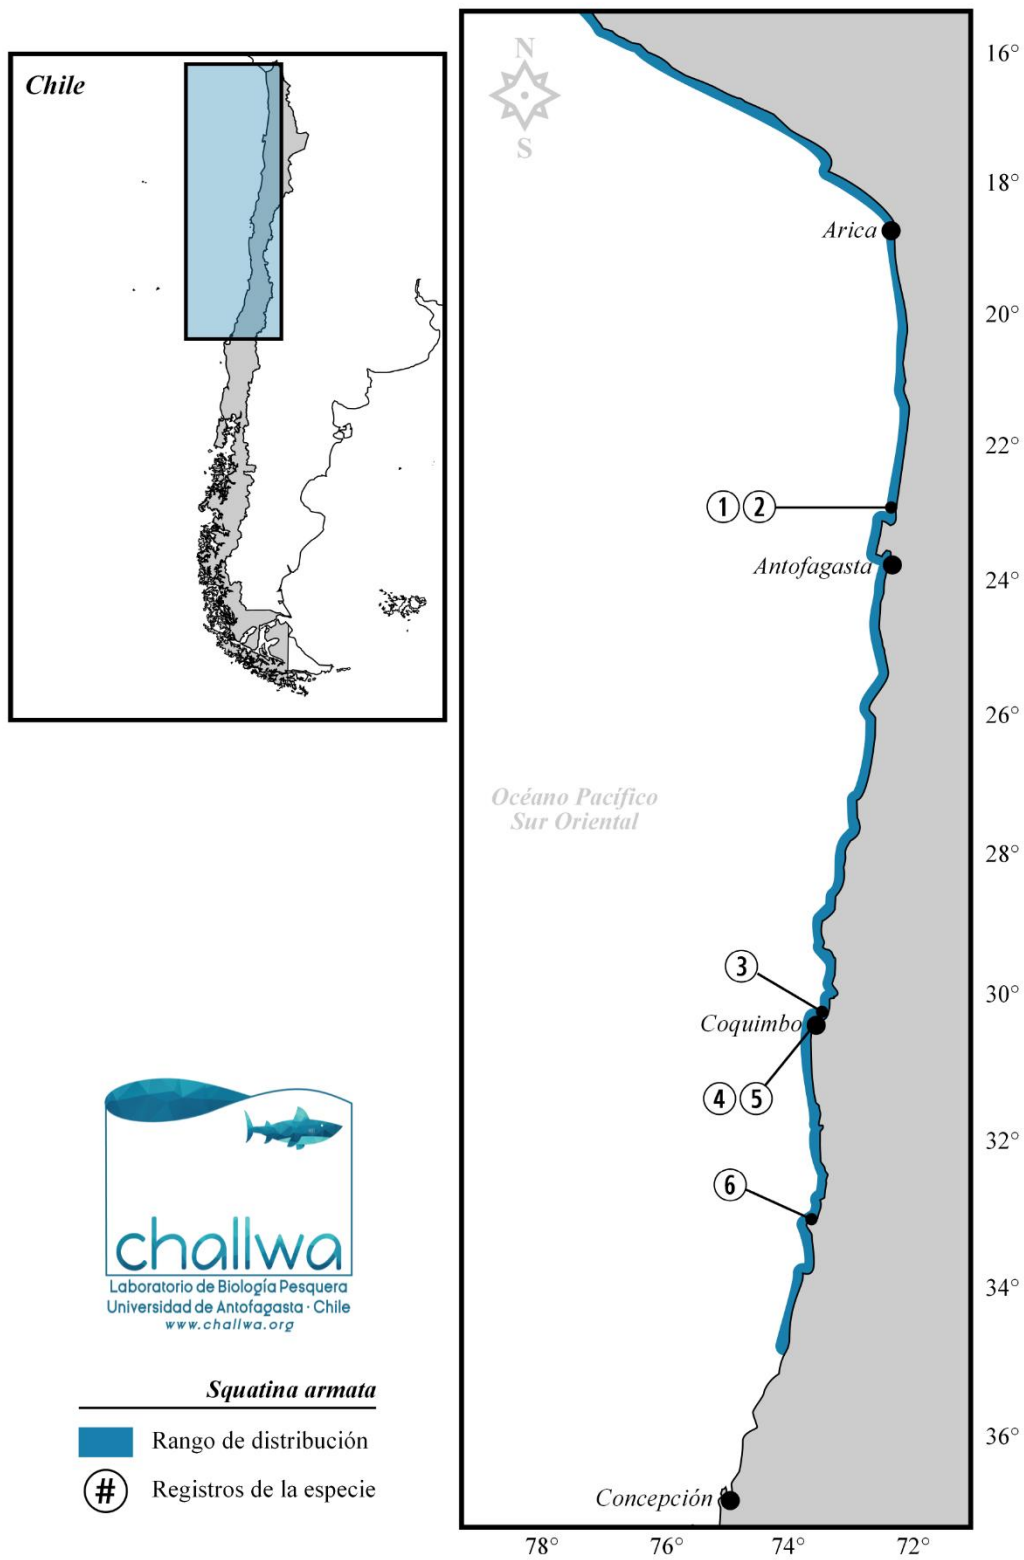 Chile
N
S
16°
18°
Arica
20°
22°
1 2
Antofagasta
24°
26°
Océano Pacífico
Sur Oriental
28°
3
30°
Coquimbo
4 5
32°
6
34°
36°
Concepción
78° 76° 74° 72°
challwa
Laboratorio de Biología Pesquera
Universidad de Antofagasta · Chile
www.challwa.org
Squatina armata
Rango de distribución
# Registros de la especie